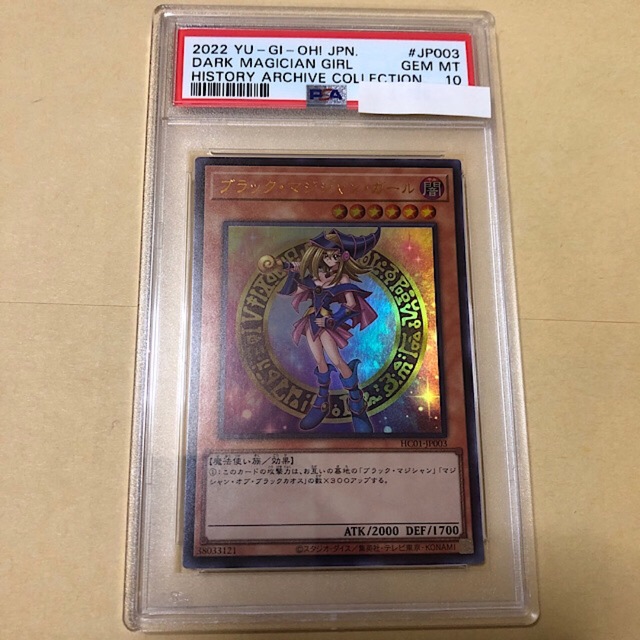 2022 YU-GI-OH! JPN. #JP003
DARK MAGICIAN GIRL GEM MT
HISTORY ARCHIVE COLLECTION 10
PSA
ブラック・マジシャン・ガール 闇
HC01-JP003
【魔法使い族／効果】
①:このカードの攻撃力は、お互いの墓地の「ブラック・マジシャン」「マジ
シャン・オブ・ブラックカオス」の数×300アップする。
ATK/2000 DEF/1700
38033121 ©スタジオ・ダイス／集英社・テレビ東京・KONAMI